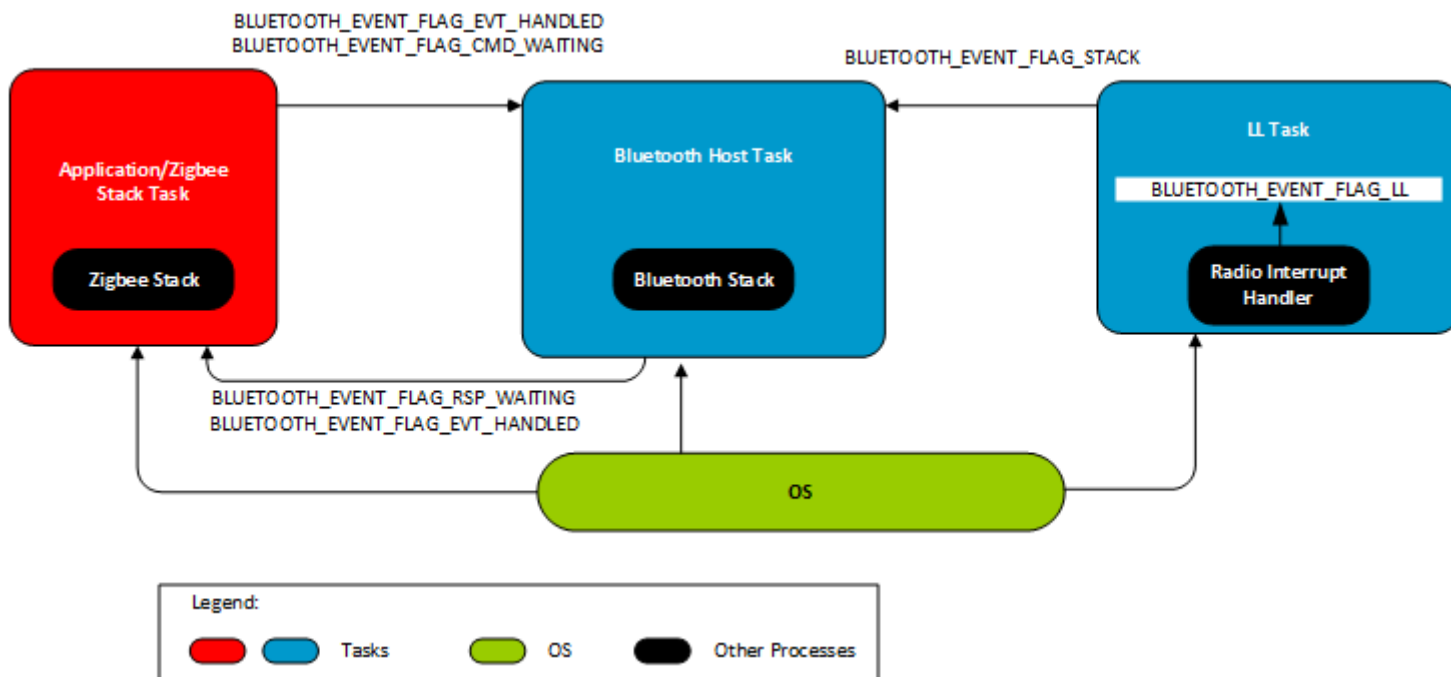 BLUETOOTH_EVENT_FLAG_EVT_HANDLED
BLUETOOTH_EVENT_FLAG_CMD_WAITING
BLUETOOTH_EVENT_FLAG_STACK
Application/Zigbee
Stack Task
Zigbee Stack
Bluetooth Host Task
Bluetooth Stack
LL Task
BLUETOOTH_EVENT_FLAG_LL
Radio Interrupt
Handler
BLUETOOTH_EVENT_FLAG_RSP_WAITING
BLUETOOTH_EVENT_FLAG_EVT_HANDLED
OS
Legend:
Tasks
OS
Other Processes